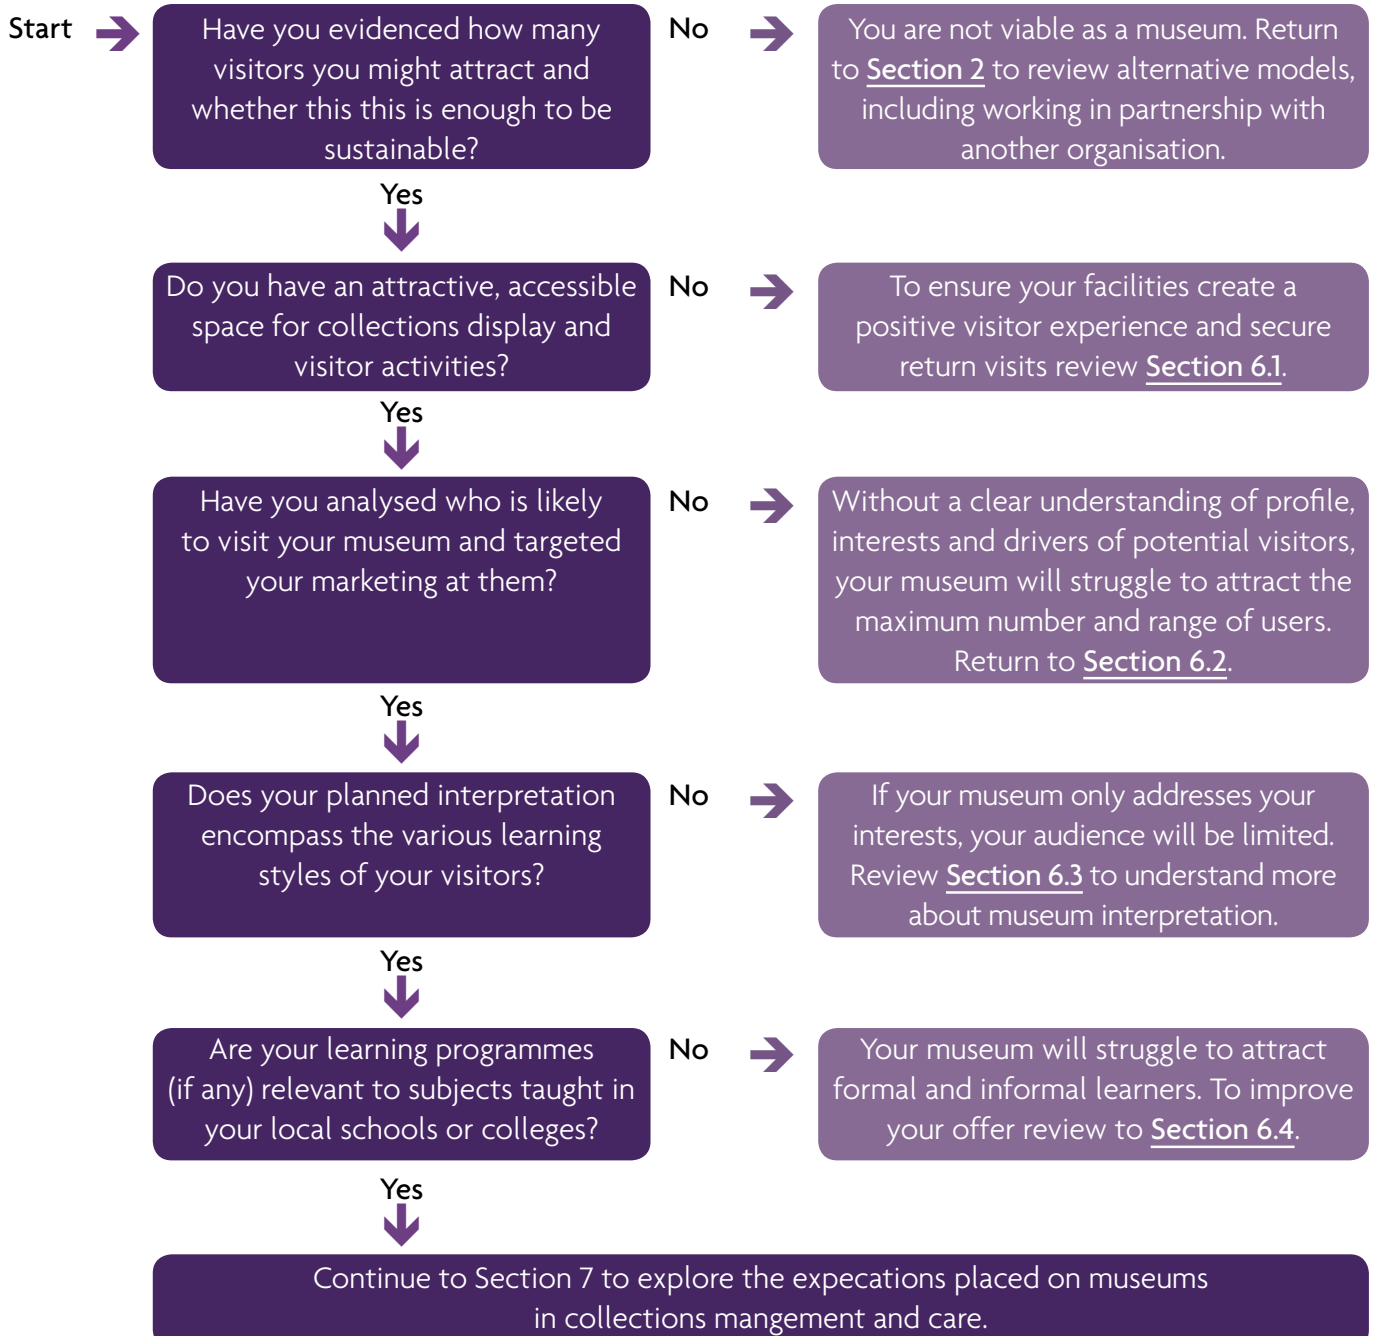 Start
Have you evidenced how many
visitors you might attract and
whether this this is enough to be
sustainable?
No
You are not viable as a museum. Return
to Section 2 to review alternative models,
including working in partnership with
another organisation.
Yes
Do you have an attractive, accessible
space for collections display and
visitor activities?
No
To ensure your facilities create a
positive visitor experience and secure
return visits review Section 6.1.
Yes
Have you analysed who is likely
to visit your museum and targeted
your marketing at them?
No
Without a clear understanding of profile,
interests and drivers of potential visitors,
your museum will struggle to attract the
maximum number and range of users.
Return to Section 6.2.
Yes
Does your planned interpretation
encompass the various learning
styles of your visitors?
No
If your museum only addresses your
interests, your audience will be limited.
Review Section 6.3 to understand more
about museum interpretation.
Yes
Are your learning programmes
(if any) relevant to subjects taught in
your local schools or colleges?
No
Your museum will struggle to attract
formal and informal learners. To improve
your offer review to Section 6.4.
Yes
Continue to Section 7 to explore the expecations placed on museums
in collections mangement and care.